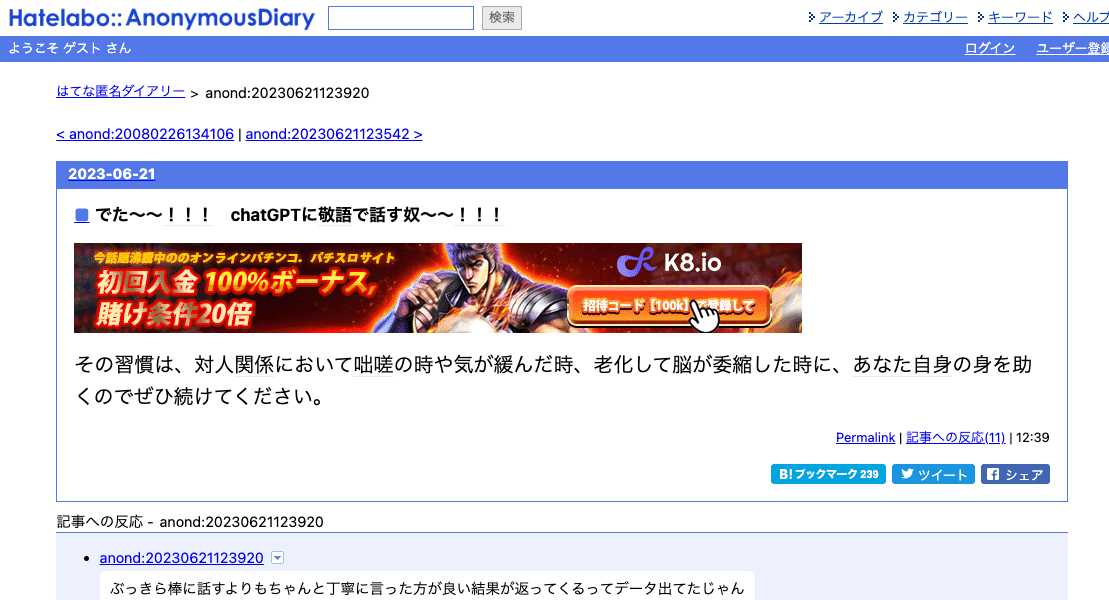 Hatelabo::AnonymousDiary 検索 アーカイブ カテゴリー キーワード ヘルプ
ようこそ ゲスト さん ログイン ユーザー登録
はてな匿名ダイアリー > anond:20230621123920
< anond:20080226134106 | anond:20230621123542 >
2023-06-21
でた〜〜！！！　chatGPTに敬語で話す奴〜〜！！！
今話題沸騰中ののオンラインパチンコ．パチスロサイト
初回入金 100%ボーナス,
賭け条件20倍
K8.io
招待コード【100k】で登録して
その習慣は、対人関係において咄嗟の時や気が緩んだ時、老化して脳が委縮した時に、あなた自身の身を助
くのでぜひ続けてください。
Permalink | 記事への反応(11) | 12:39
B!ブックマーク 239 ツイート シェア
記事への反応 - anond:20230621123920
anond:20230621123920
ぶっきら棒に話すよりもちゃんと丁寧に言った方が良い結果が返ってくるってデータ出てたじゃん